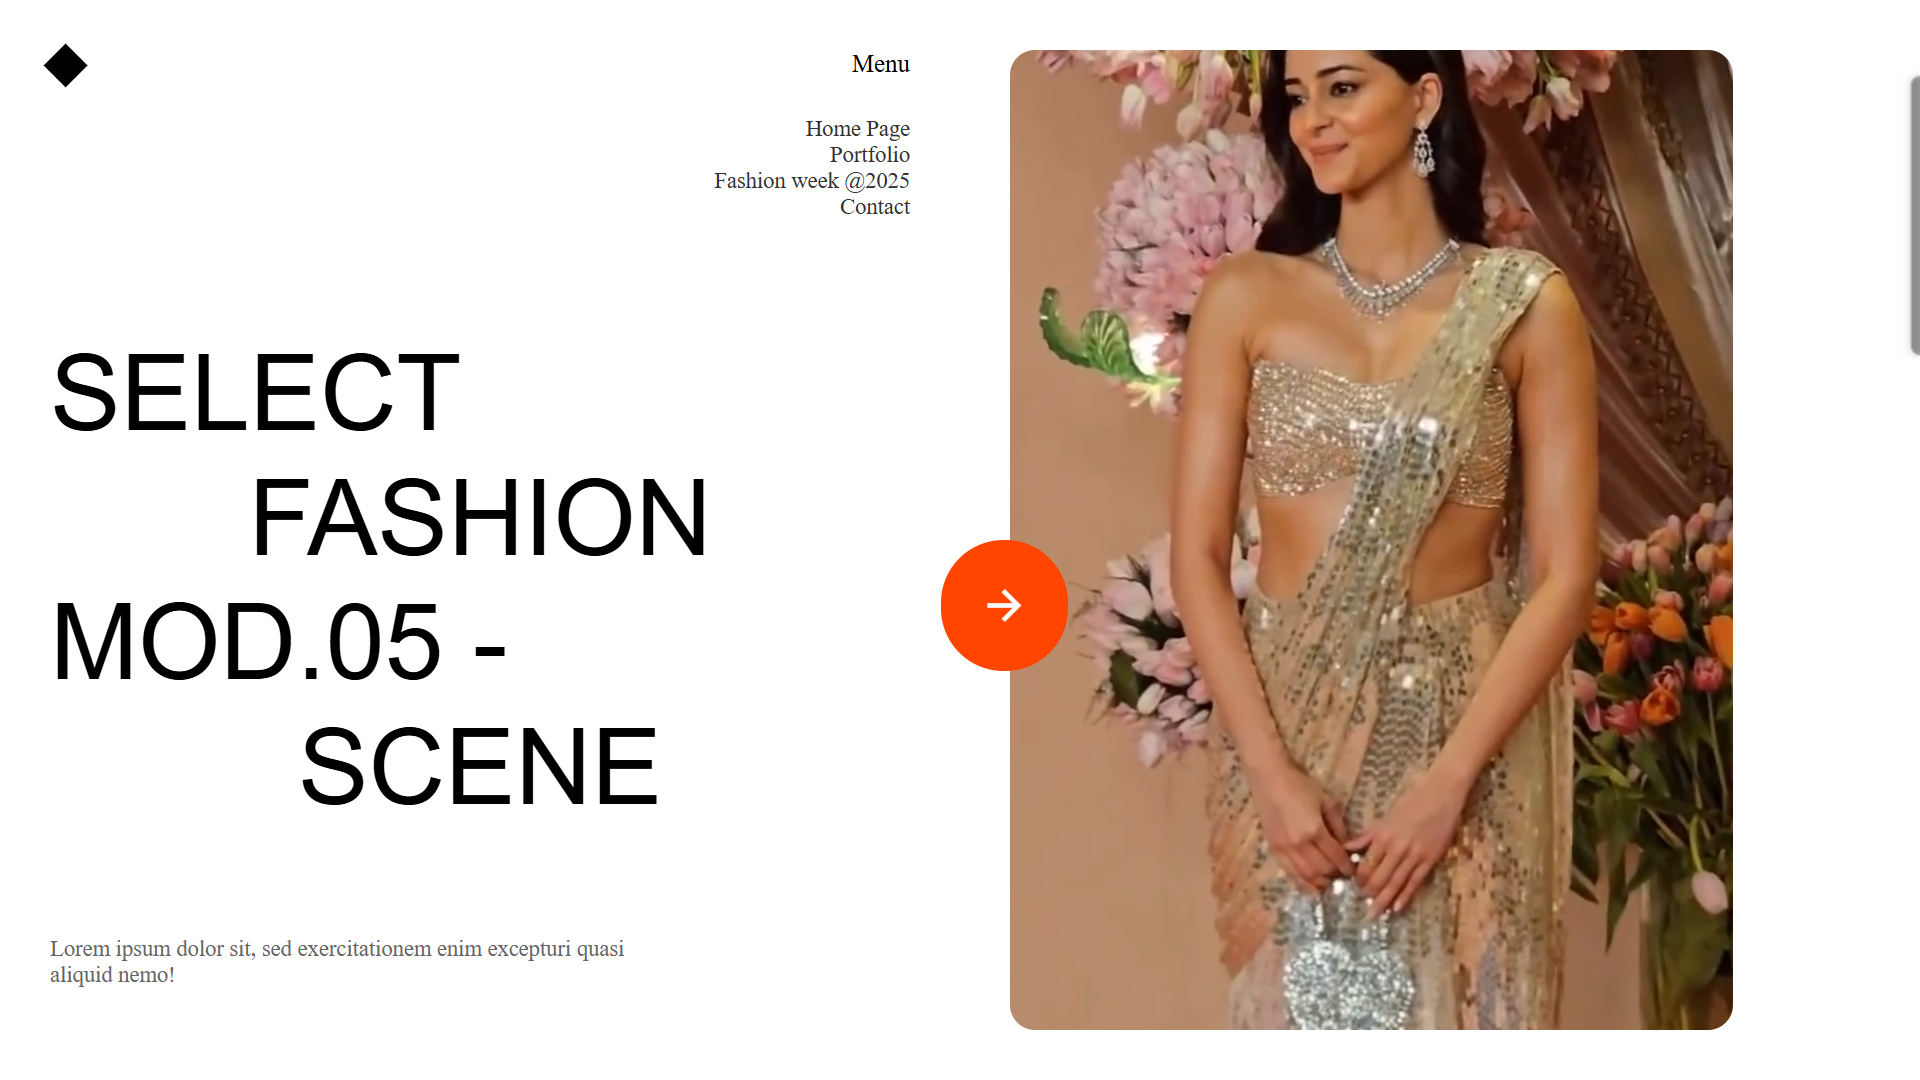 Menu
Home Page
Portfolio
Fashion week @2025
Contact
SELECT
FASHION
MOD.05 -
SCENE
Lorem ipsum dolor sit, sed exercitationem enim excepturi quasi
aliquid nemo!